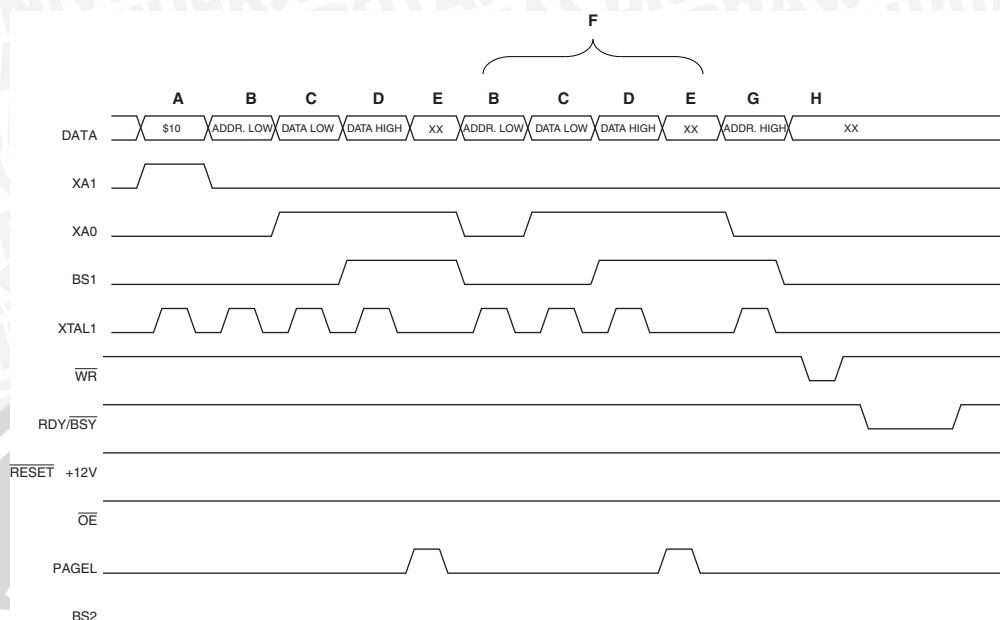 F
A B C D E B C D E G H
DATA $10 ADDR. LOW DATA LOW DATA HIGH XX ADDR. LOW DATA LOW DATA HIGH XX ADDR. HIGH XX
XA1
XA0
BS1
XTAL1
WR
RDY/BSY
RESET +12V
OE
PAGEL
BS2